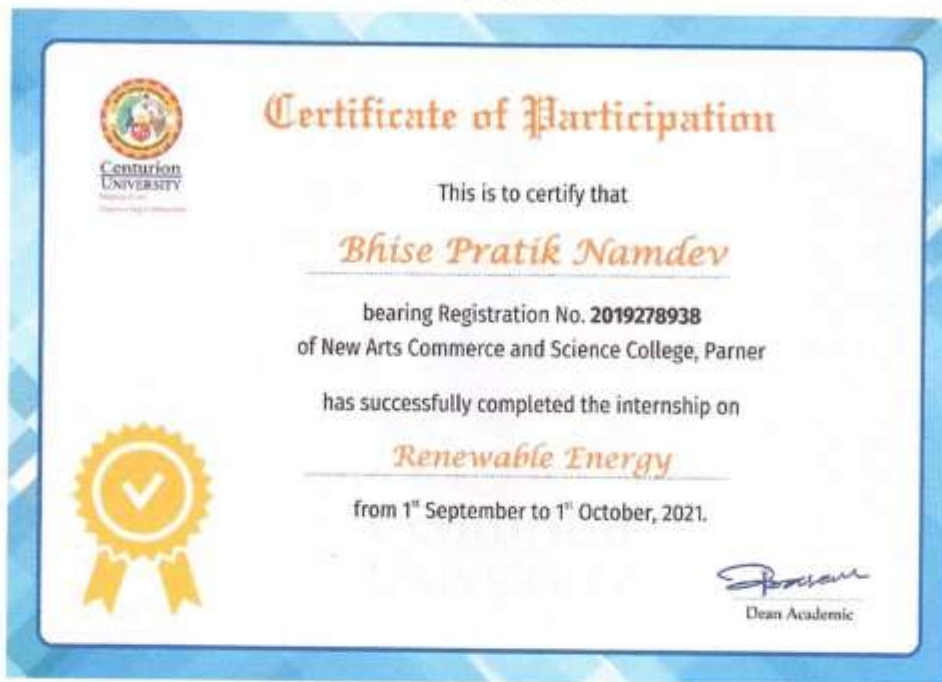 Centurion
UNIVERSITY
Certificate of Participation
This is to certify that
Bhise Pratik Namdev
bearing Registration No. 2019278938
of New Arts Commerce and Science College, Parner
has successfully completed the internship on
Renewable Energy
from 1st September to 1st October, 2021.
Dean Academic